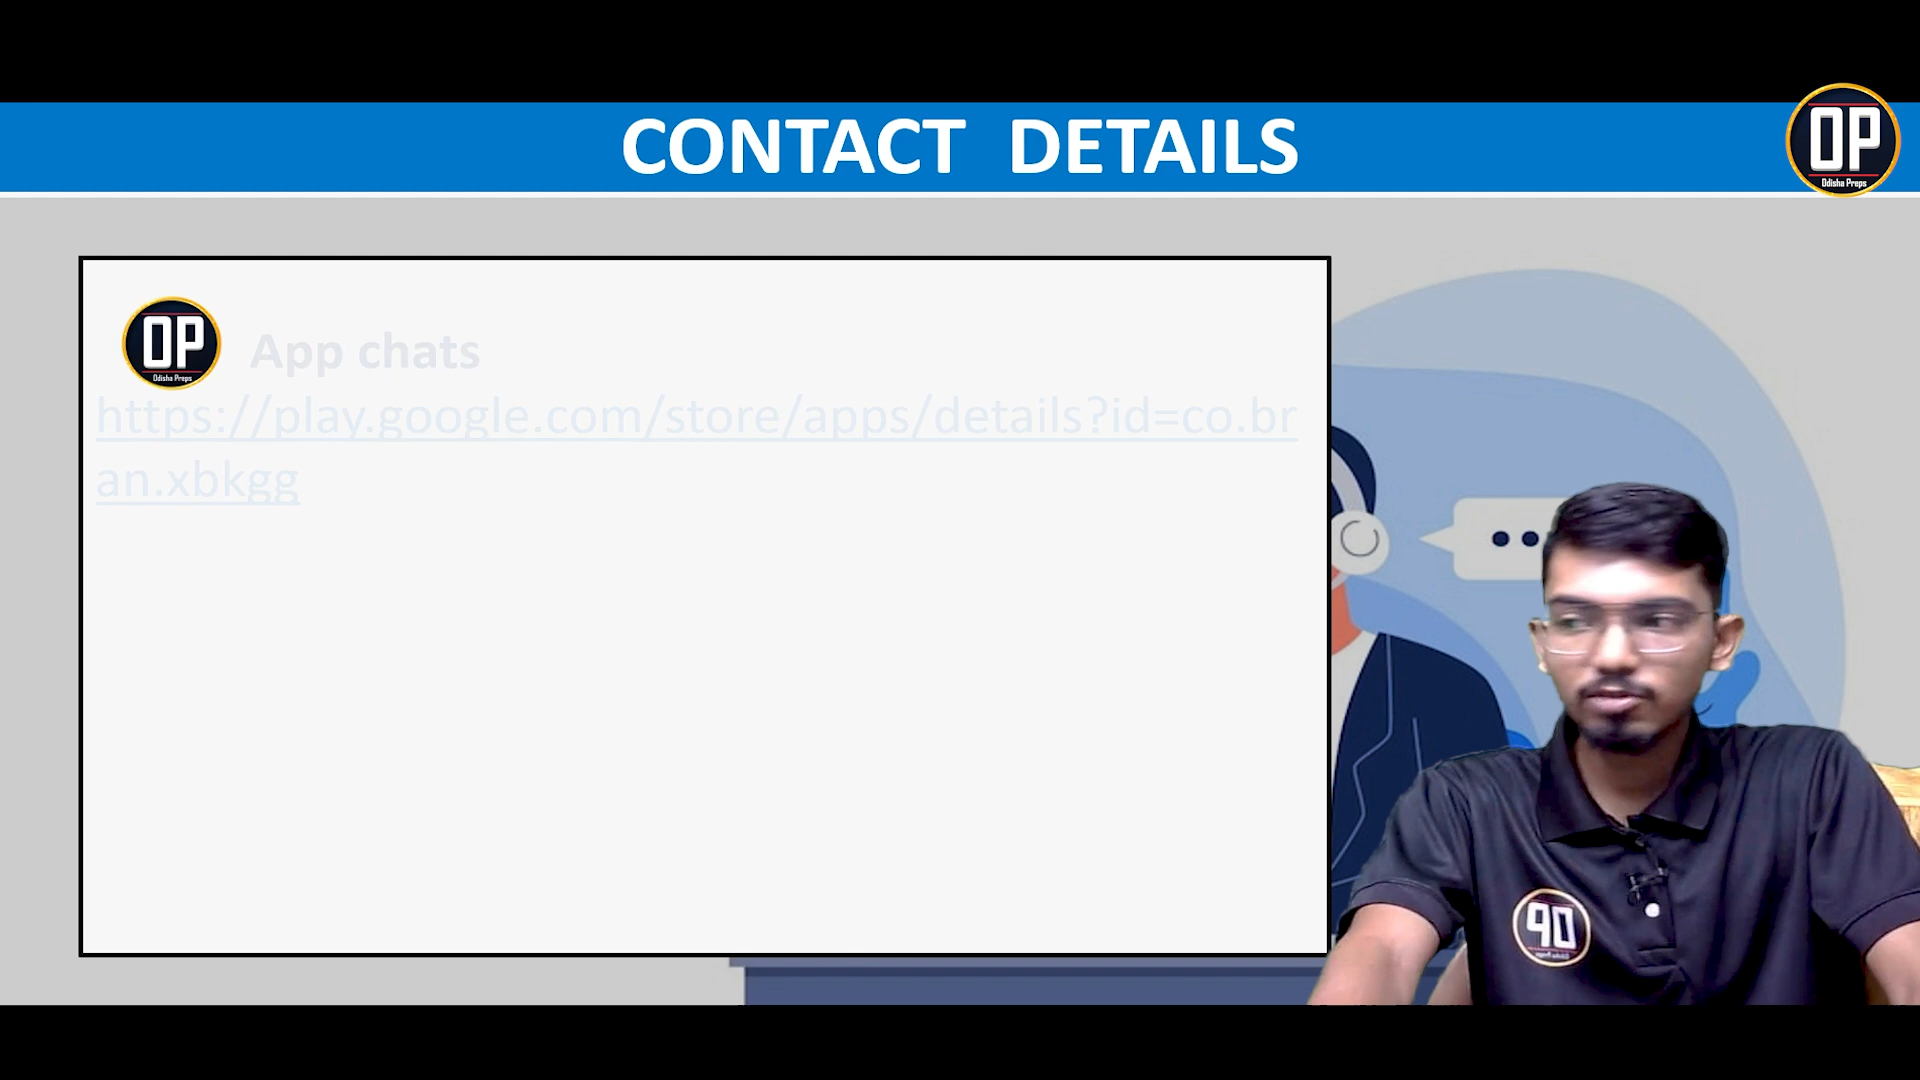 CONTACT DETAILS
OP
Odisha Preps
OP
Odisha Preps
App chats
https://play.google.com/store/apps/details?id=co.br
an.xbkgg
OP